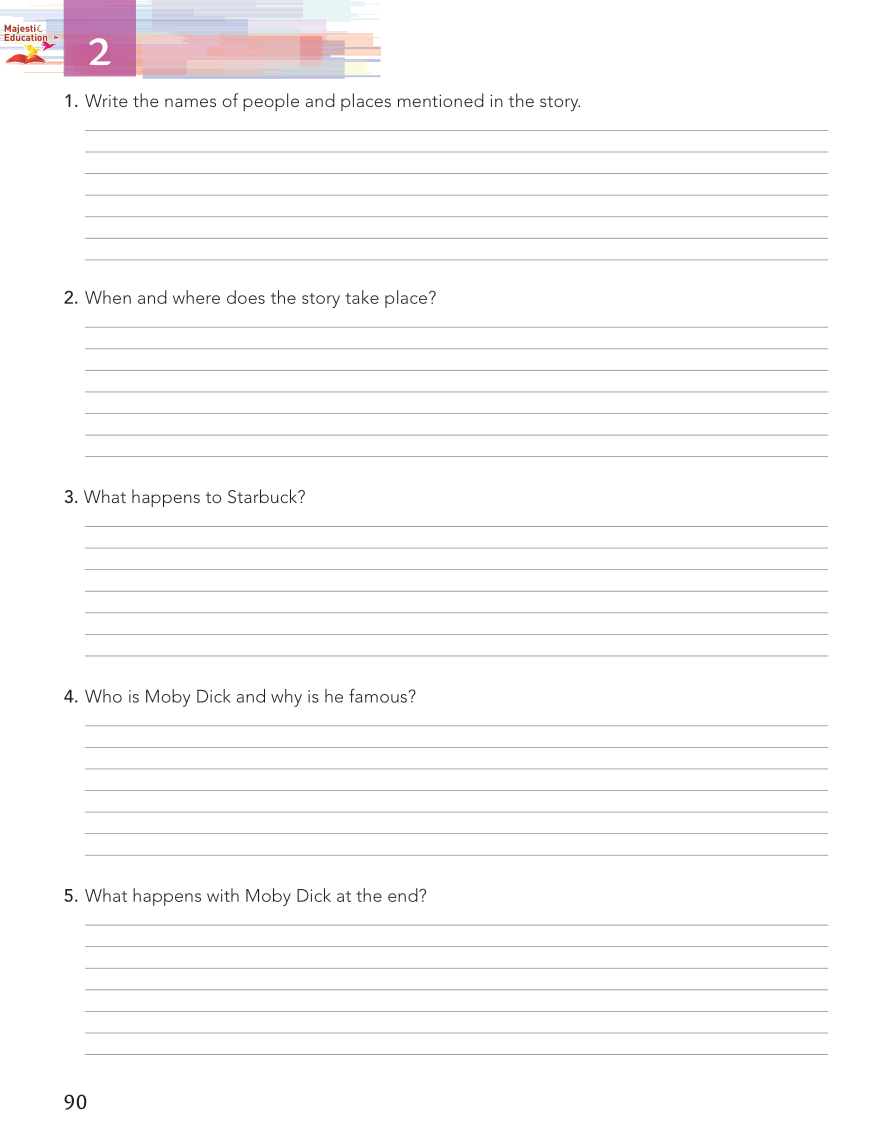 Majestic
Education
2
1. Write the names of people and places mentioned in the story.
2. When and where does the story take place?
3. What happens to Starbuck?
4. Who is Moby Dick and why is he famous?
5. What happens with Moby Dick at the end?
90